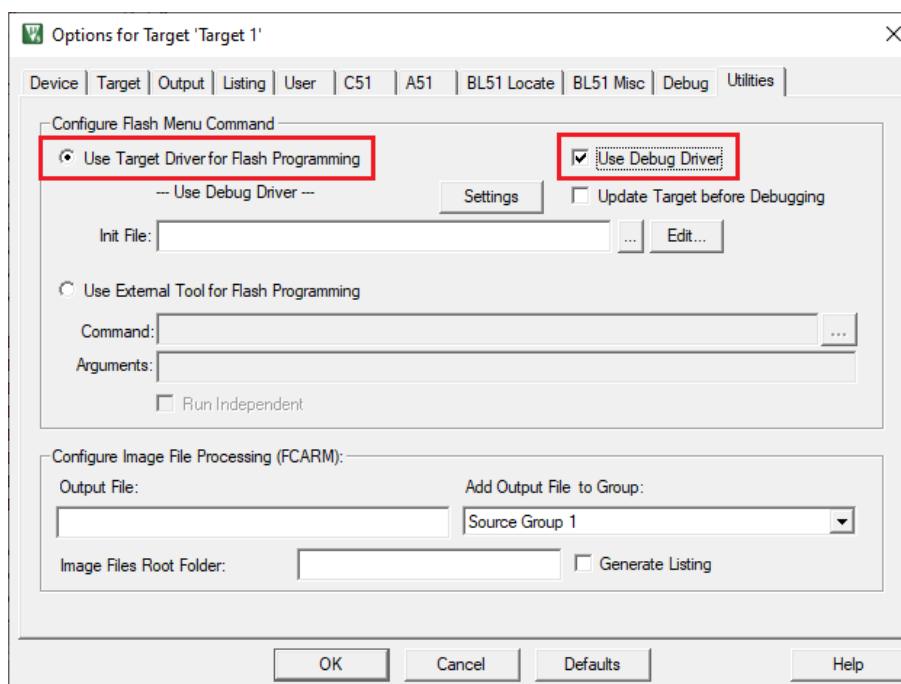 Options for Target 'Target 1'
Device Target Output Listing User C51 A51 BL51 Locate BL51 Misc Debug Utilities
Configure Flash Menu Command
Use Target Driver for Flash Programming Use Debug Driver
--- Use Debug Driver --- Settings Update Target before Debugging
Init File: ... Edit...
Use External Tool for Flash Programming
Command: ...
Arguments:
Run Independent
Configure Image File Processing (FCARM):
Output File: Add Output File to Group:
Source Group 1
Image Files Root Folder: Generate Listing
OK Cancel Defaults Help